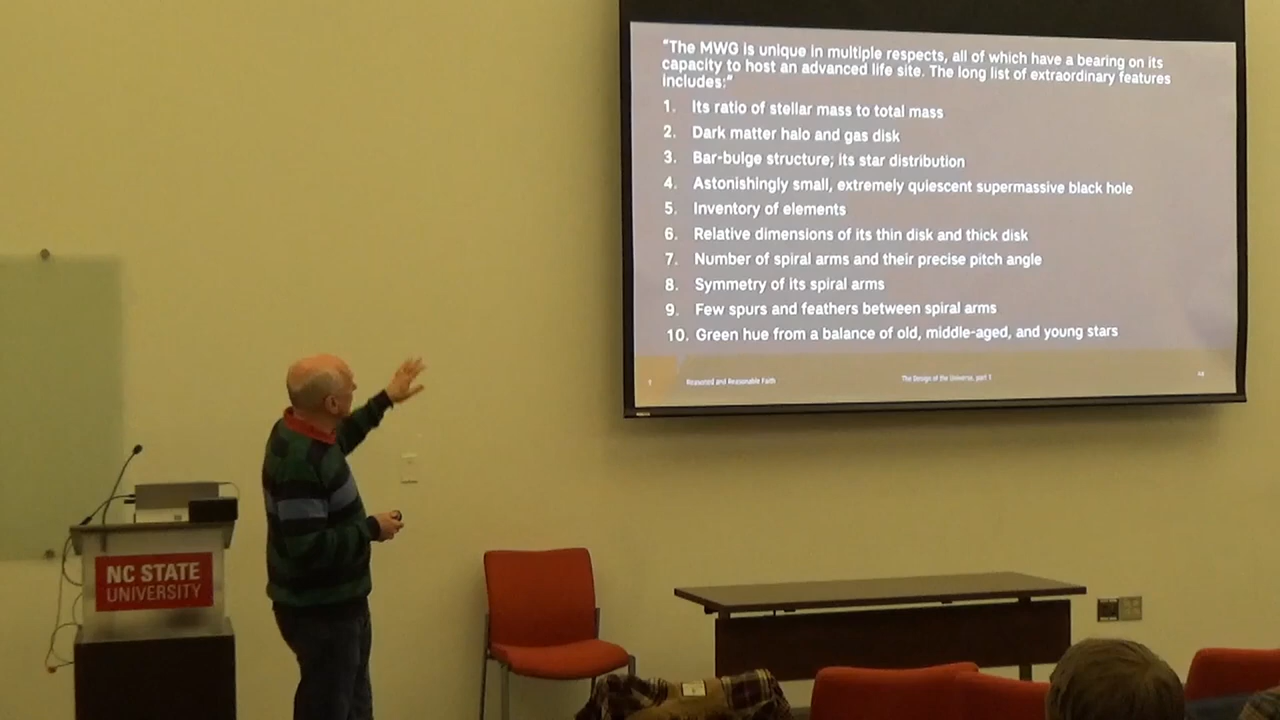 "The MWG is unique in multiple respects, all of which have a bearing on its
capacity to host an advanced life site. The long list of extraordinary features
includes:"
1. Its ratio of stellar mass to total mass
2. Dark matter halo and gas disk
3. Bar-bulge structure; its star distribution
4. Astonishingly small, extremely quiescent supermassive black hole
5. Inventory of elements
6. Relative dimensions of its thin disk and thick disk
7. Number of spiral arms and their precise pitch angle
8. Symmetry of its spiral arms
9. Few spurs and feathers between spiral arms
10. Green hue from a balance of old, middle-aged, and young stars
Reasoned and Reasonable Faith
The Design of the Universe, part 1
NC STATE
UNIVERSITY